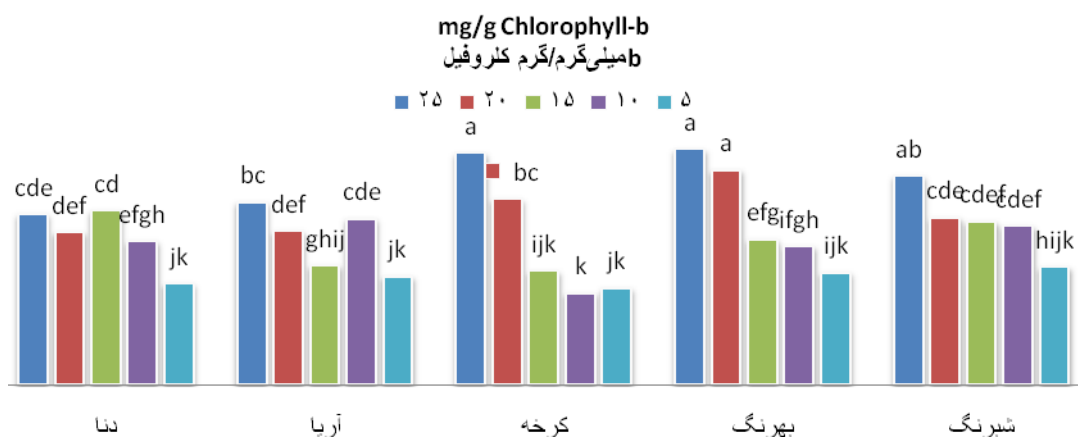 mg/g Chlorophyll-b
میلی‌گرم/گرم کلروفیل b
۲۵ ۲۰ ۱۵ ۱۰ ۵
cde def cd efgh jk
bc def ghij cde jk
a bc ijk k jk
a a efg ifgh ijk
ab cde cdef cdef hijk
دنا آریا کرخه بهرنگ شبرنگ